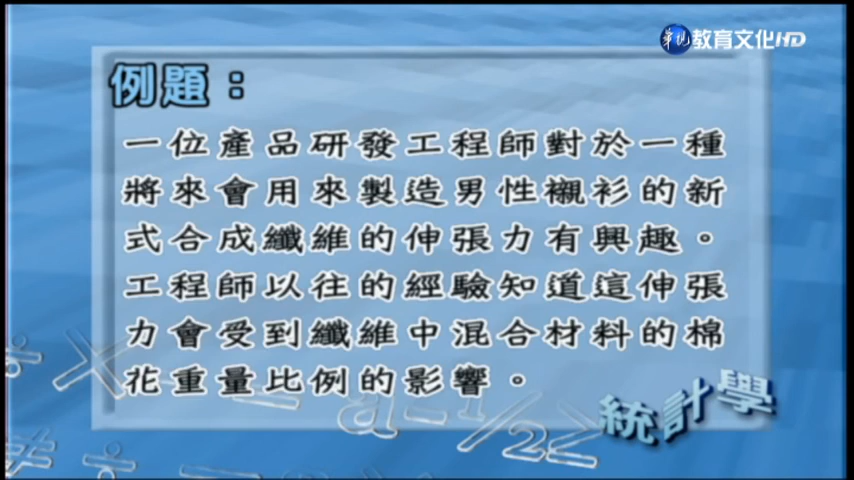 華視教育文化HD
例題：
一位產品研發工程師對於一種
將來會用來製造男性襯衫的新
式合成纖維的伸張力有興趣。
工程師以往的經驗知道這伸張
力會受到纖維中混合材料的棉
花重量比例的影響。
統計學